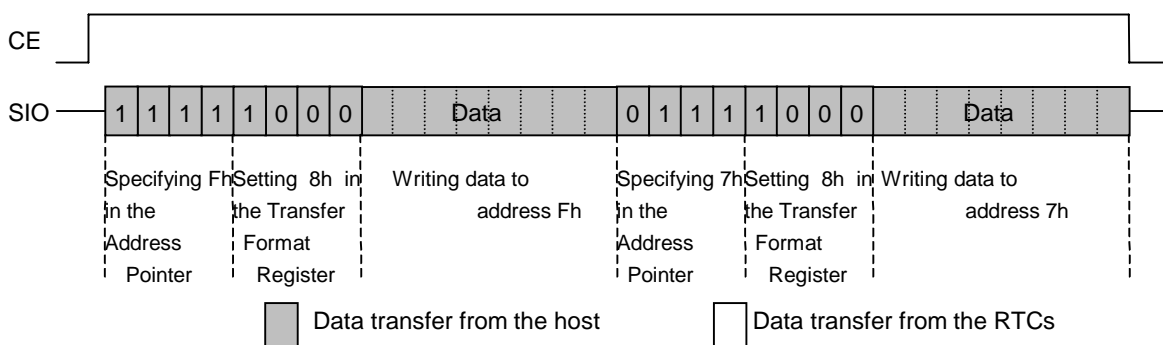 CE
SIO 1 1 1 1 1 0 0 0 Data 0 1 1 1 1 0 0 0 Data
Specifying Fh Setting 8h in Writing data to Specifying 7h Setting 8h in Writing data to
in the the Transfer address Fh in the the Transfer address 7h
Address Format Address Format
Pointer Register Pointer Register
Data transfer from the host Data transfer from the RTCs